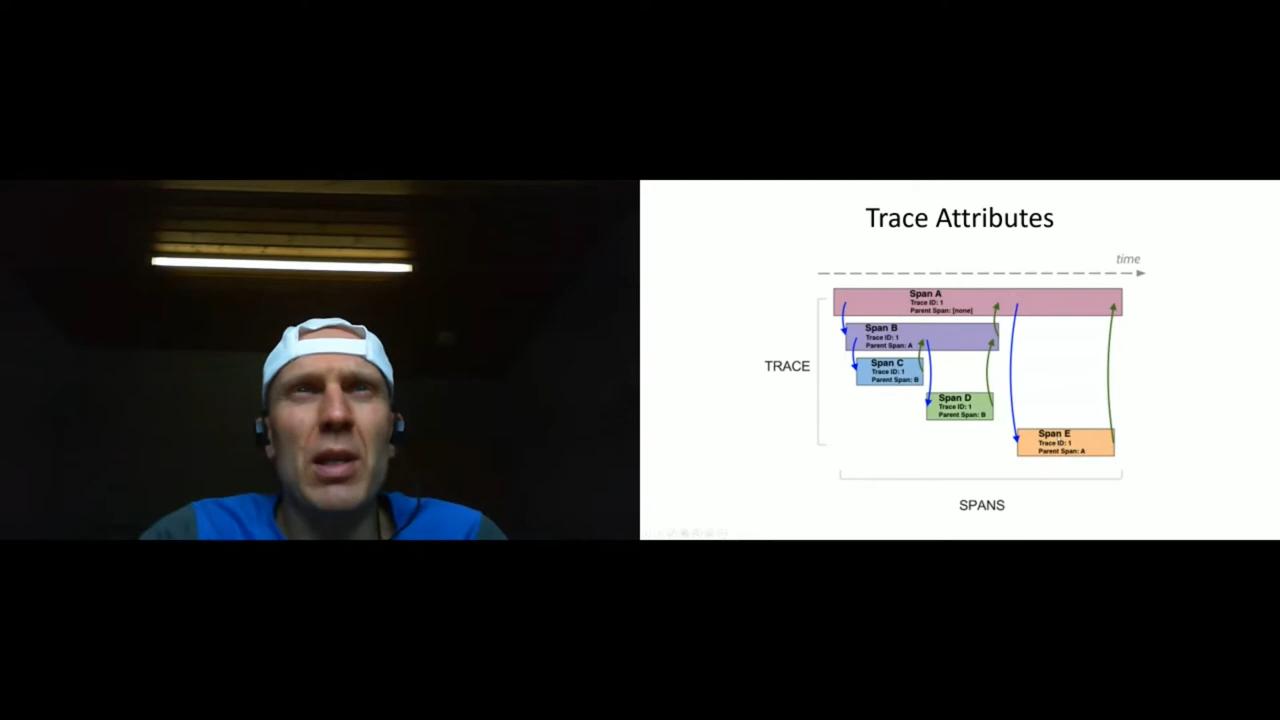 Trace Attributes
time
Span A
Trace ID: 1
Parent Span: [none]
Span B
Trace ID: 1
Parent Span: A
TRACE
Span C
Trace ID: 1
Parent Span: B
Span D
Trace ID: 1
Parent Span: B
Span E
Trace ID: 1
Parent Span: A
SPANS